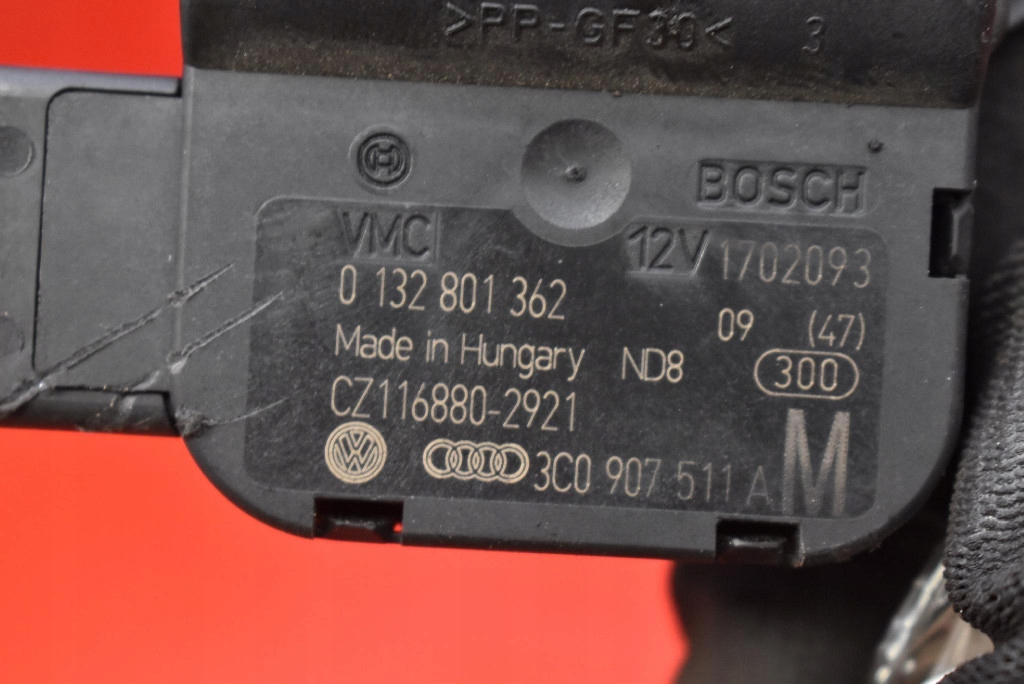 >PP-GF30< 3
BOSCH
VMC 12V 1702093
0 132 801 362
09 (47)
Made in Hungary ND8 300
CZ116880-2921
M
VW 3C0 907 511 A